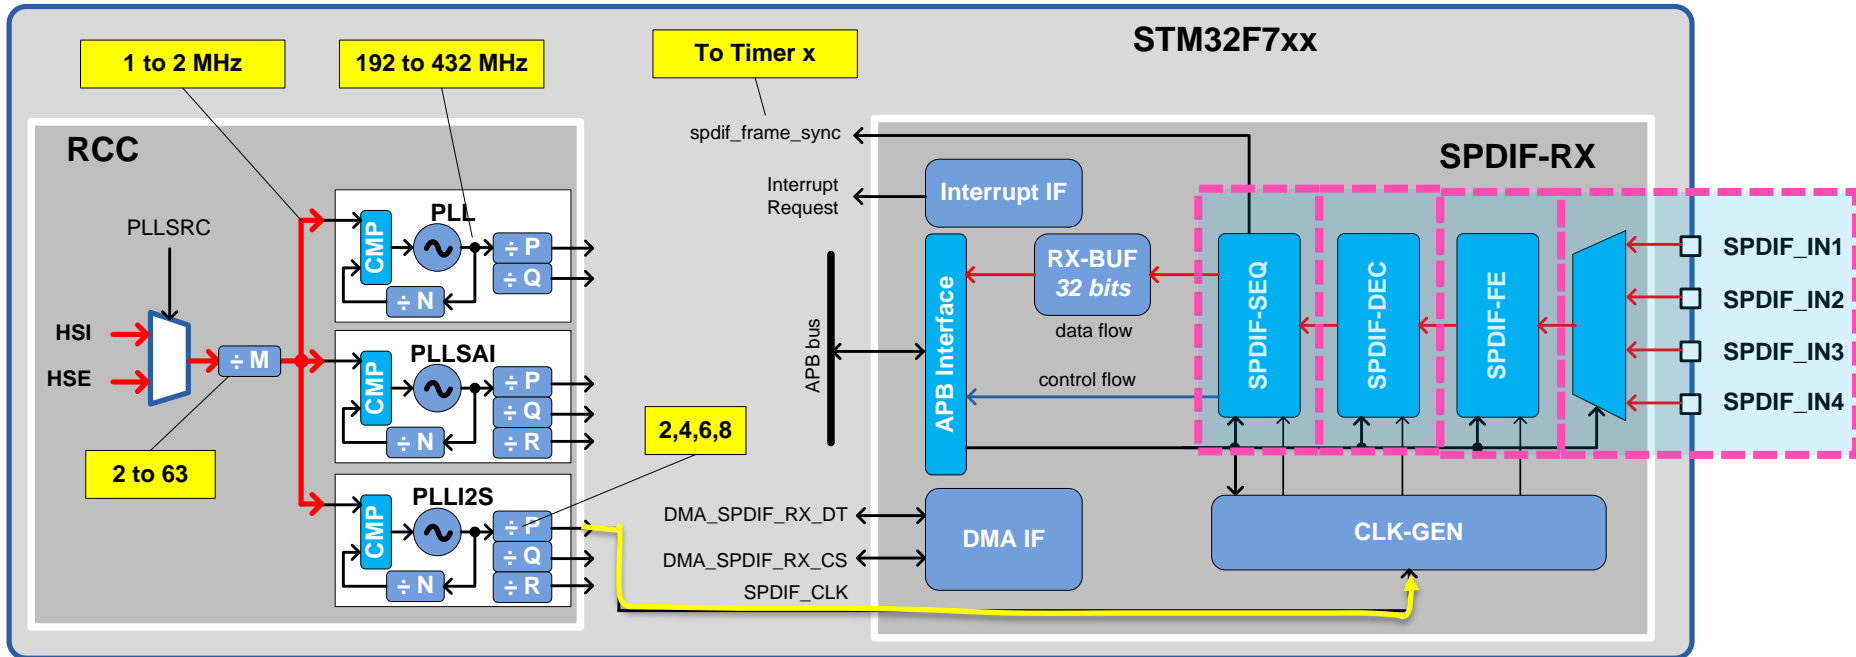 STM32F7xx
1 to 2 MHz
192 to 432 MHz
To Timer x
RCC
PLLSRC
HSI
HSE
÷ M
2 to 63
PLL
CMP
÷ N
÷ P
÷ Q
PLLSAI
CMP
÷ N
÷ P
÷ Q
÷ R
2,4,6,8
PLLI2S
CMP
÷ N
÷ P
÷ Q
÷ R
SPDIF-RX
spdif_frame_sync
Interrupt
Request
Interrupt IF
APB bus
APB Interface
RX-BUF
32 bits
data flow
control flow
SPDIF-SEQ
SPDIF-DEC
SPDIF-FE
SPDIF_IN1
SPDIF_IN2
SPDIF_IN3
SPDIF_IN4
DMA_SPDIF_RX_DT
DMA_SPDIF_RX_CS
SPDIF_CLK
DMA IF
CLK-GEN